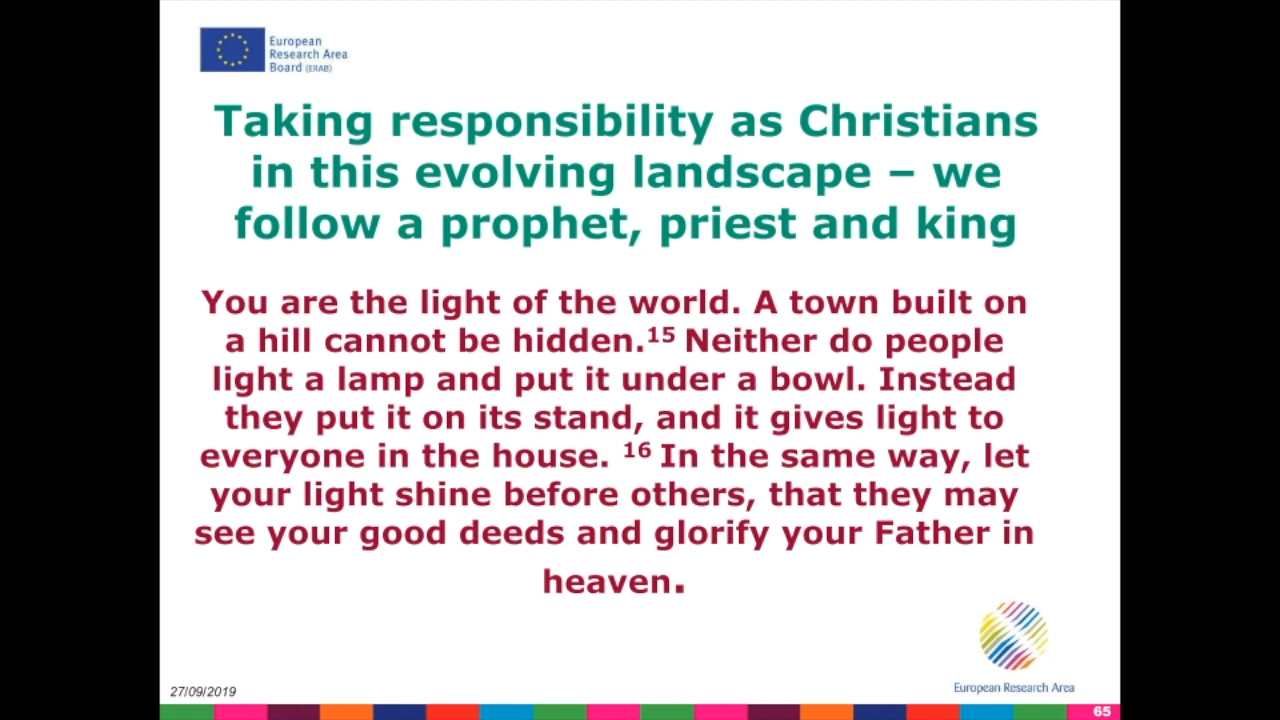 European
Research Area
Board (ERAB)
Taking responsibility as Christians
in this evolving landscape – we
follow a prophet, priest and king
You are the light of the world. A town built on
a hill cannot be hidden.¹⁵ Neither do people
light a lamp and put it under a bowl. Instead
they put it on its stand, and it gives light to
everyone in the house. ¹⁶ In the same way, let
your light shine before others, that they may
see your good deeds and glorify your Father in
heaven.
European Research Area
27/09/2019
65